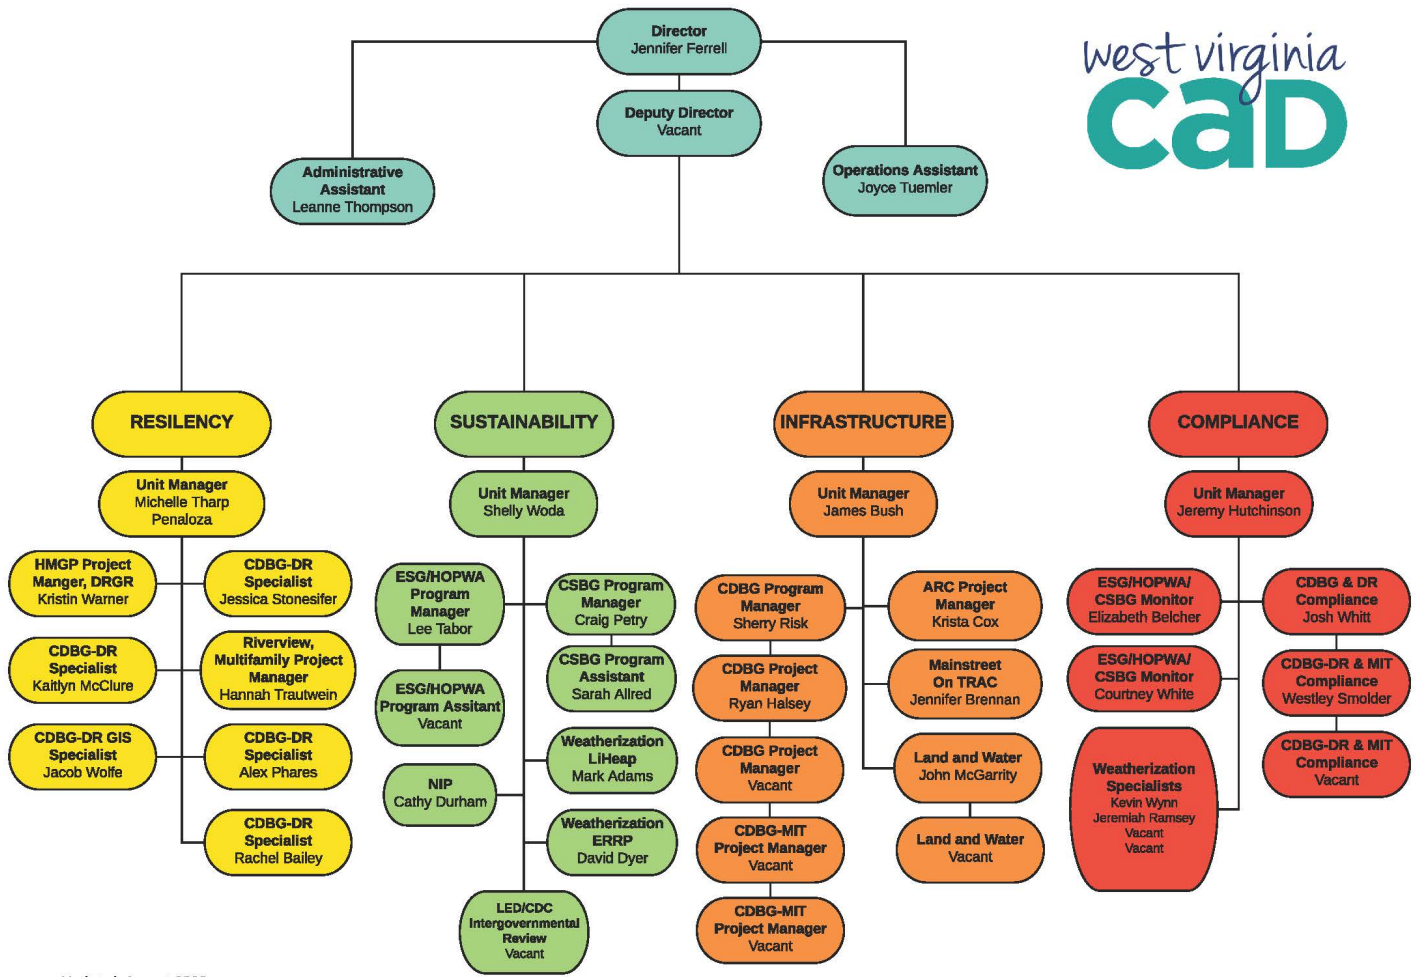 Director
Jennifer Ferrell
west virginia
CAD
Deputy Director
Vacant
Administrative
Assistant
Leanne Thompson
Operations Assistant
Joyce Tuemler
RESILENCY
Unit Manager
Michelle Tharp
Penaloza
HMGP Project
Manger, DRGR
Kristin Warner
CDBG-DR
Specialist
Jessica Stonesifer
CDBG-DR
Specialist
Kaitlyn McClure
Riverview,
Multifamily Project
Manager
Hannah Trautwein
CDBG-DR GIS
Specialist
Jacob Wolfe
CDBG-DR
Specialist
Alex Phares
CDBG-DR
Specialist
Rachel Bailey
SUSTAINABILITY
Unit Manager
Shelly Woda
ESG/HOPWA
Program
Manager
Lee Tabor
CSBG Program
Manager
Craig Petry
ESG/HOPWA
Program Assitant
Vacant
CSBG Program
Assistant
Sarah Allred
Weatherization
LiHeap
Mark Adams
NIP
Cathy Durham
Weatherization
ERRP
David Dyer
LED/CDC
Intergovernmental
Review
Vacant
INFRASTRUCTURE
Unit Manager
James Bush
CDBG Program
Manager
Sherry Risk
ARC Project
Manager
Krista Cox
CDBG Project
Manager
Ryan Halsey
Mainstreet
On TRAC
Jennifer Brennan
CDBG Project
Manager
Vacant
Land and Water
John McGarrity
CDBG-MIT
Project Manager
Vacant
Land and Water
Vacant
CDBG-MIT
Project Manager
Vacant
COMPLIANCE
Unit Manager
Jeremy Hutchinson
ESG/HOPWA/
CSBG Monitor
Elizabeth Belcher
CDBG & DR
Compliance
Josh Whitt
ESG/HOPWA/
CSBG Monitor
Courtney White
CDBG-DR & MIT
Compliance
Westley Smolder
Weatherization
Specialists
Kevin Wynn
Jeremiah Ramsey
Vacant
Vacant
CDBG-DR & MIT
Compliance
Vacant